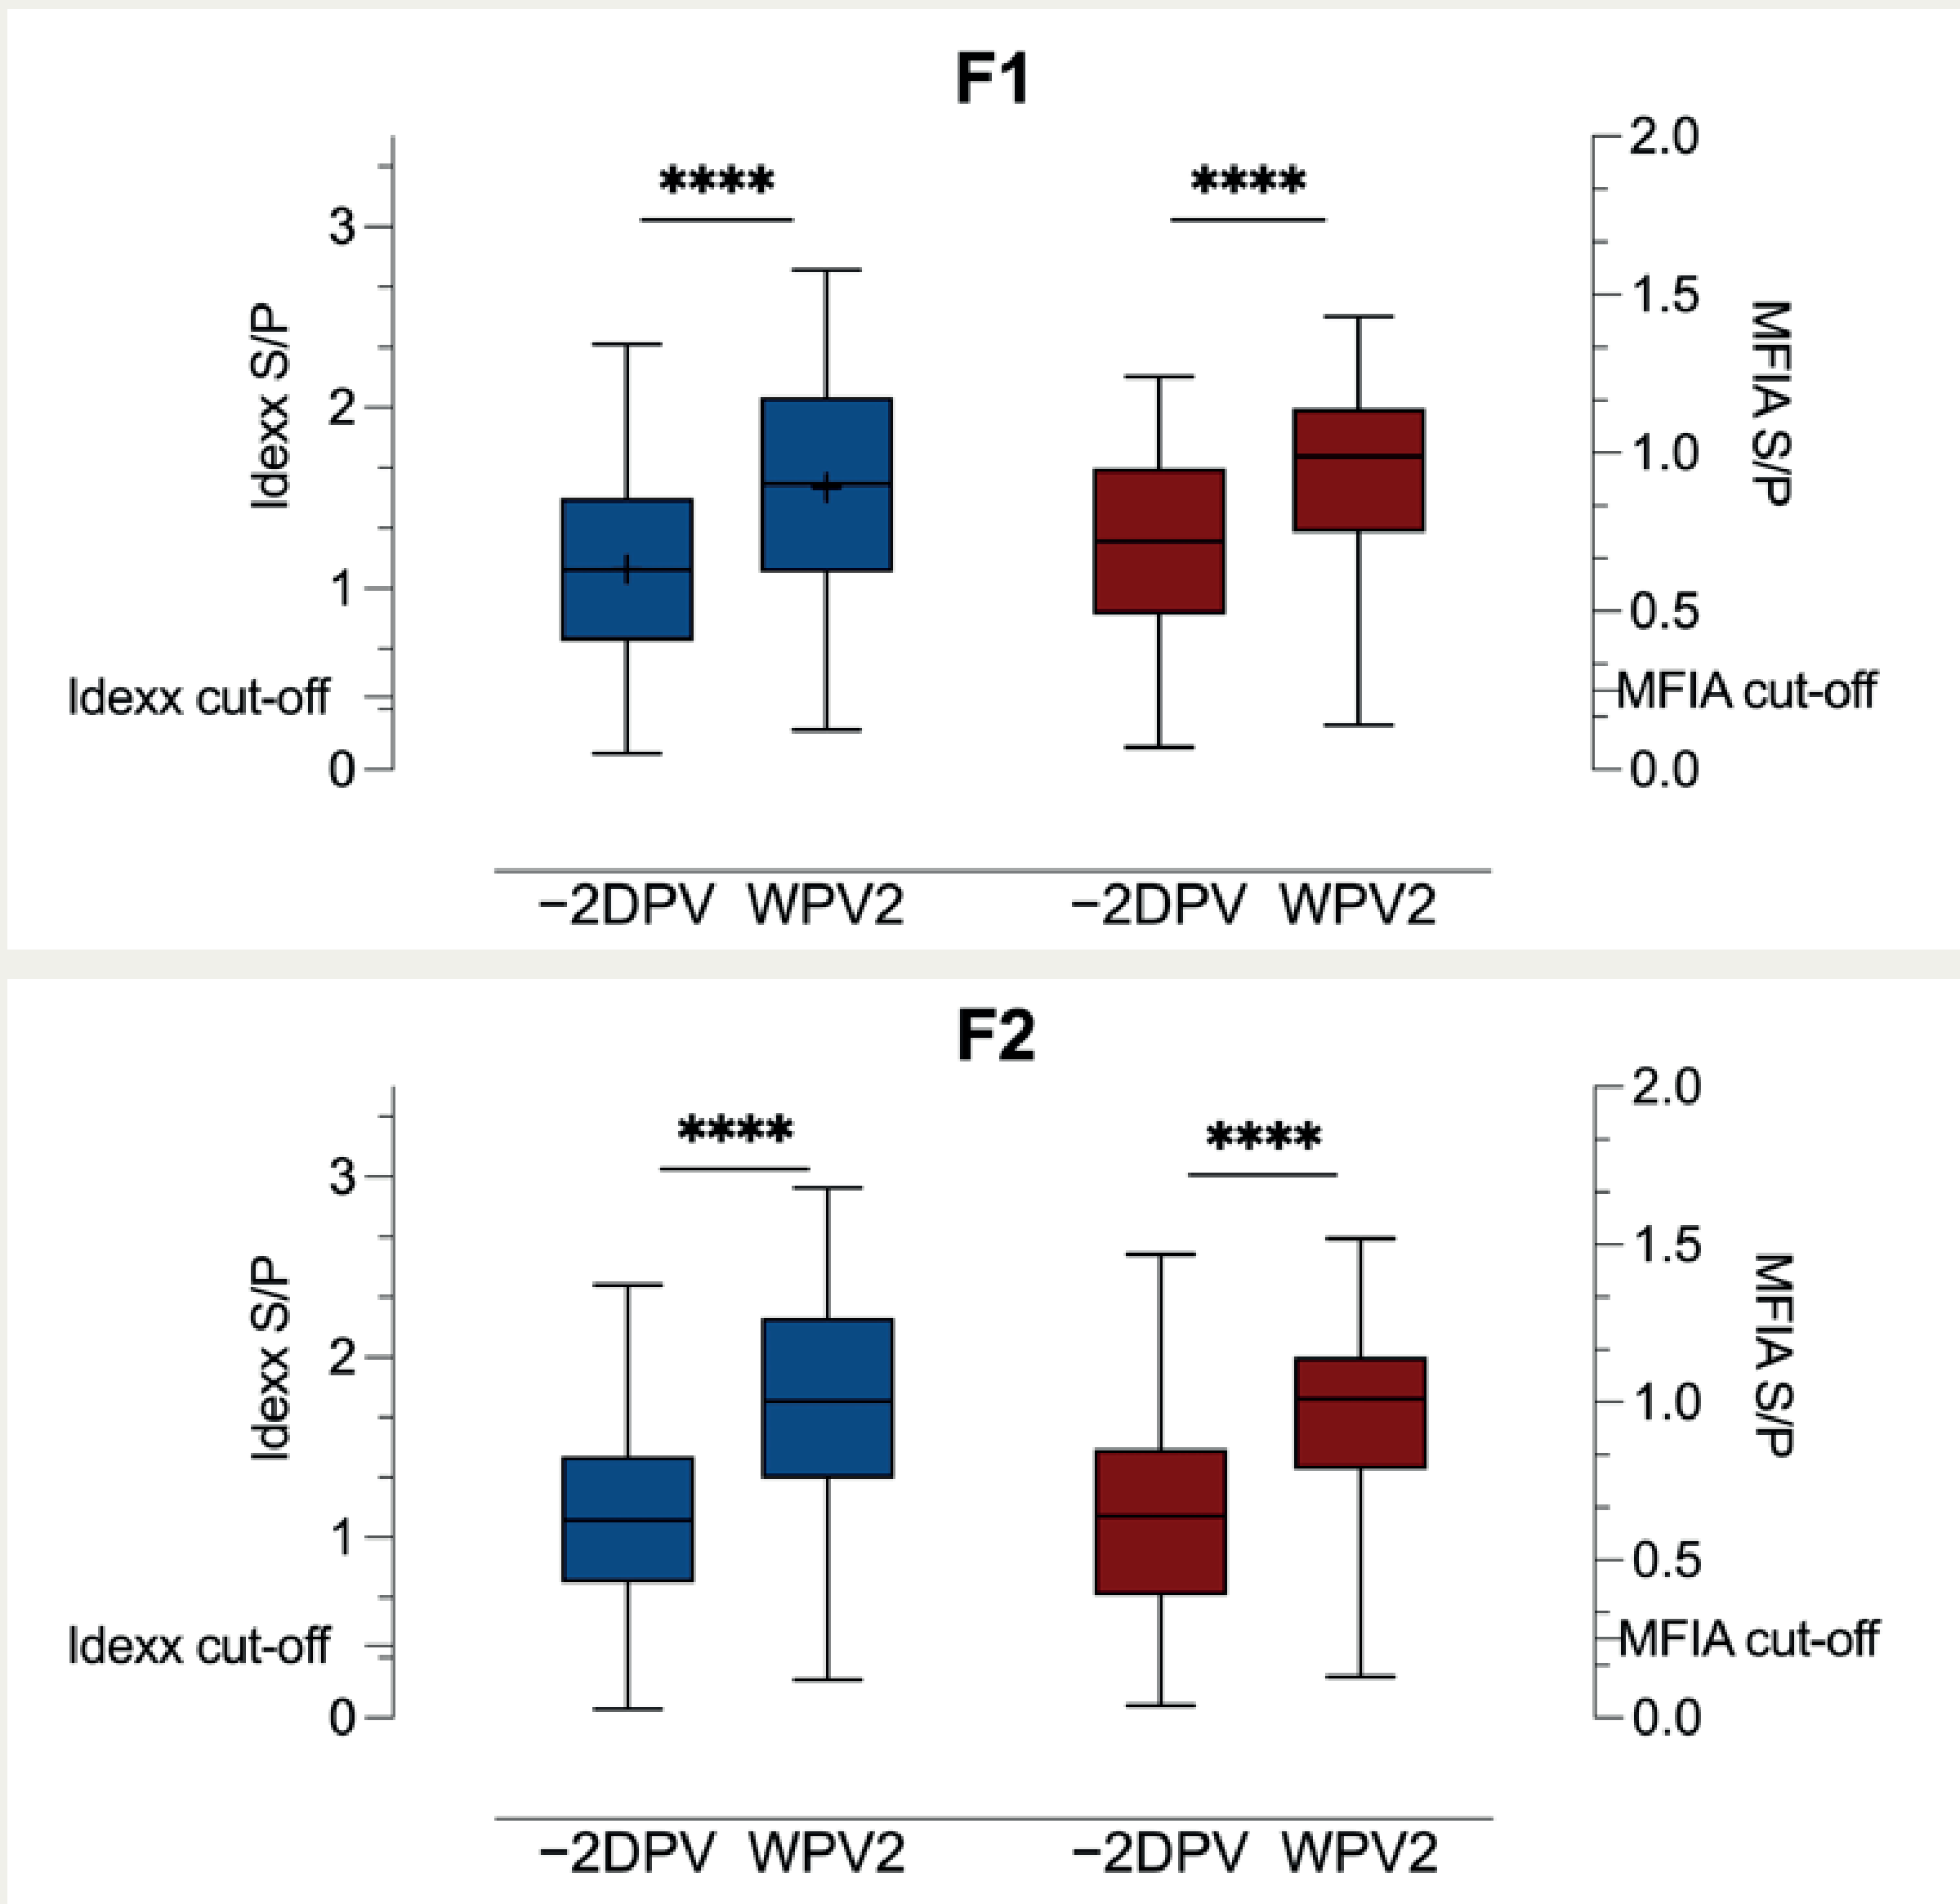 F1
**** ****
2.0
3
1.5
2
1.0
1
0.5
Idexx S/P
MFIA S/P
Idexx cut-off
MFIA cut-off
0
0.0
−2DPV WPV2 −2DPV WPV2
F2
**** ****
2.0
3
1.5
2
1.0
1
0.5
Idexx S/P
MFIA S/P
Idexx cut-off
MFIA cut-off
0
0.0
−2DPV WPV2 −2DPV WPV2